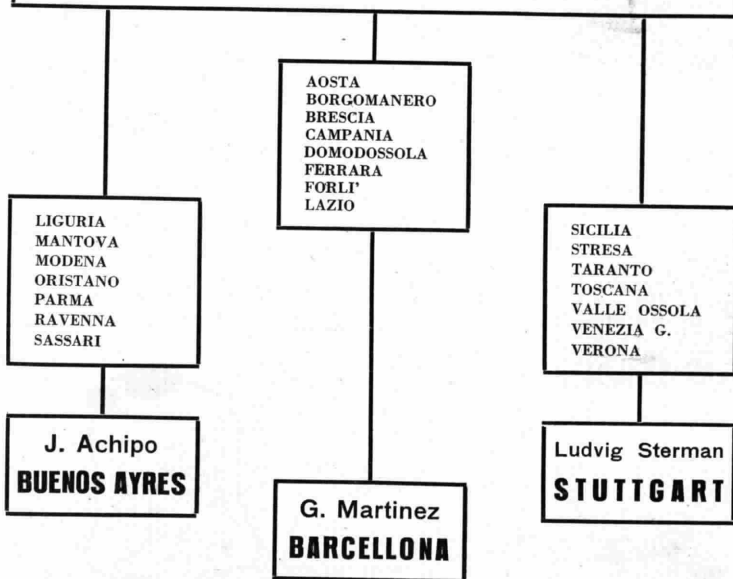 LIGURIA
MANTOVA
MODENA
ORISTANO
PARMA
RAVENNA
SASSARI
J. Achipo
BUENOS AYRES
AOSTA
BORGOMANERO
BRESCIA
CAMPANIA
DOMODOSSOLA
FERRARA
FORLI'
LAZIO
G. Martinez
BARCELLONA
SICILIA
STRESA
TARANTO
TOSCANA
VALLE OSSOLA
VENEZIA G.
VERONA
Ludvig Sterman
STUTTGART